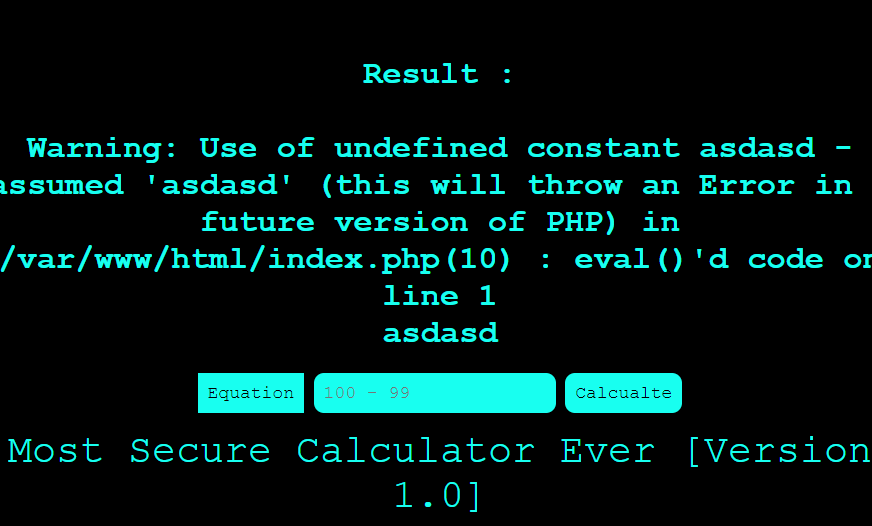 Result :
Warning: Use of undefined constant asdasd -
assumed 'asdasd' (this will throw an Error in
future version of PHP) in
/var/www/html/index.php(10) : eval()'d code on
line 1
asdasd
Equation 100 - 99 Calcualte
Most Secure Calculator Ever [Version
1.0]